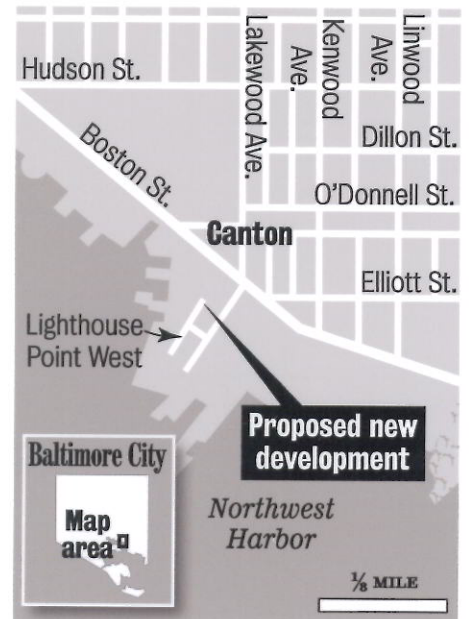 Hudson St.
Boston St.
Lakewood Ave.
Kenwood
Ave.
Linwood
Ave.
Dillon St.
O'Donnell St.
Canton
Elliott St.
Lighthouse
Point West
Proposed new
development
Baltimore City
Map
area
Northwest
Harbor
⅛ MILE